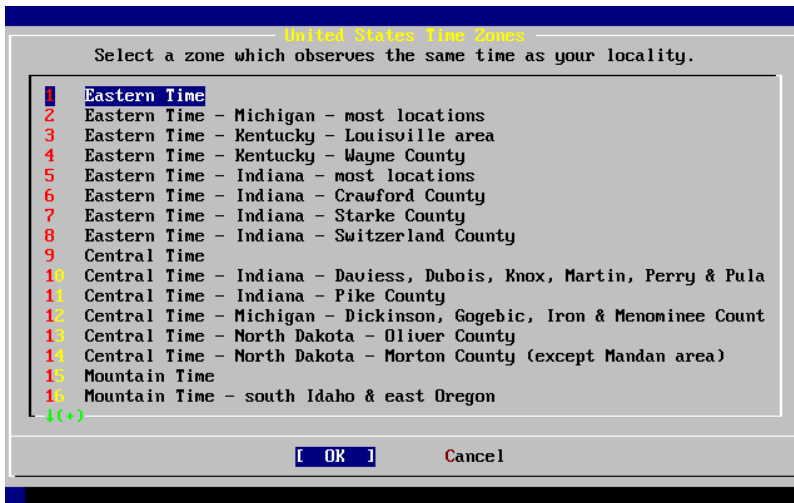 United States Time Zones
Select a zone which observes the same time as your locality.
1 Eastern Time
2 Eastern Time - Michigan - most locations
3 Eastern Time - Kentucky - Louisville area
4 Eastern Time - Kentucky - Wayne County
5 Eastern Time - Indiana - most locations
6 Eastern Time - Indiana - Crawford County
7 Eastern Time - Indiana - Starke County
8 Eastern Time - Indiana - Switzerland County
9 Central Time
10 Central Time - Indiana - Daviess, Dubois, Knox, Martin, Perry & Pula
11 Central Time - Indiana - Pike County
12 Central Time - Michigan - Dickinson, Gogebic, Iron & Menominee Count
13 Central Time - North Dakota - Oliver County
14 Central Time - North Dakota - Morton County (except Mandan area)
15 Mountain Time
16 Mountain Time - south Idaho & east Oregon
↓(+)
[ OK ] Cancel